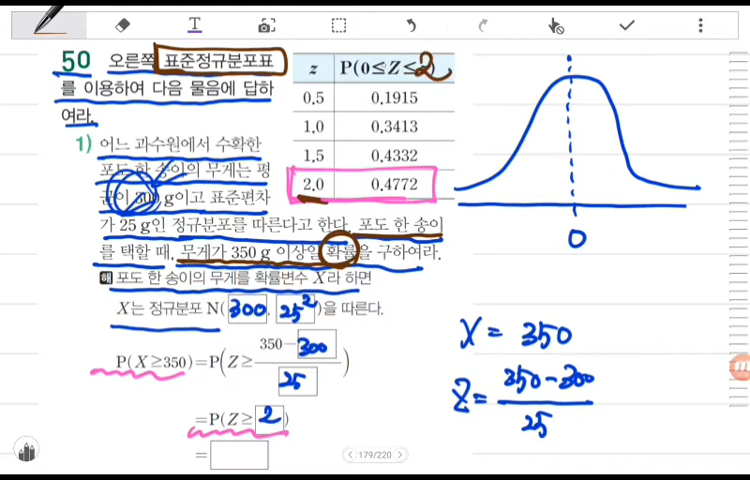 50 오른쪽 표준정규분포표
를 이용하여 다음 물음에 답하
여라.
z P(0≤Z≤2
0.5 0.1915
1.0 0.3413
1.5 0.4332
2.0 0.4772
1) 어느 과수원에서 수확한
포도 한 송이의 무게는 평
균이 300 g이고 표준편차
가 25 g인 정규분포를 따른다고 한다. 포도 한 송이
를 택할 때, 무게가 350 g 이상일 확률을 구하여라.
해 포도 한 송이의 무게를 확률변수 X라 하면
X는 정규분포 N(300, 25²)을 따른다.
P(X≥350)=P(Z≥ 350-300
25 )
=P(Z≥ 2 )
=
0
X = 350
Z = 350-300
25
179/220